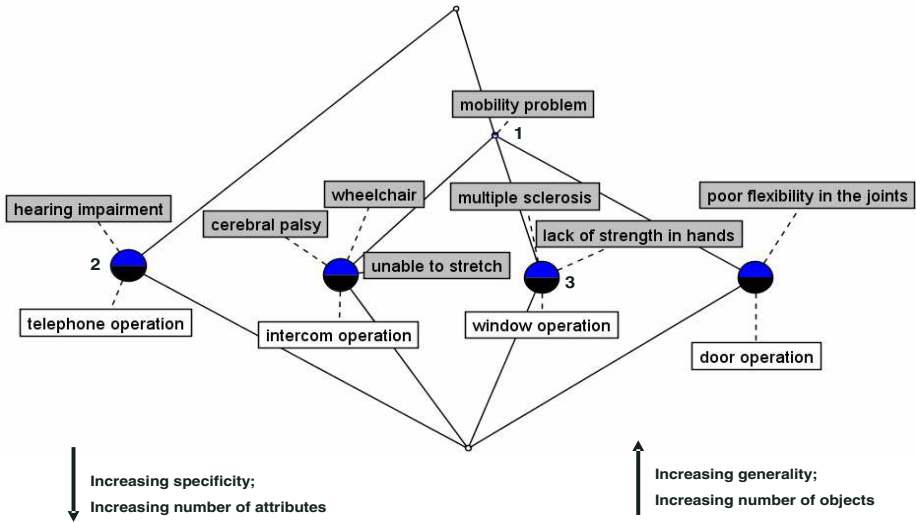 mobility problem
1
hearing impairment
wheelchair
cerebral palsy
multiple sclerosis
poor flexibility in the joints
lack of strength in hands
2
unable to stretch
3
telephone operation
intercom operation
window operation
door operation
Increasing specificity;
Increasing number of attributes
Increasing generality;
Increasing number of objects